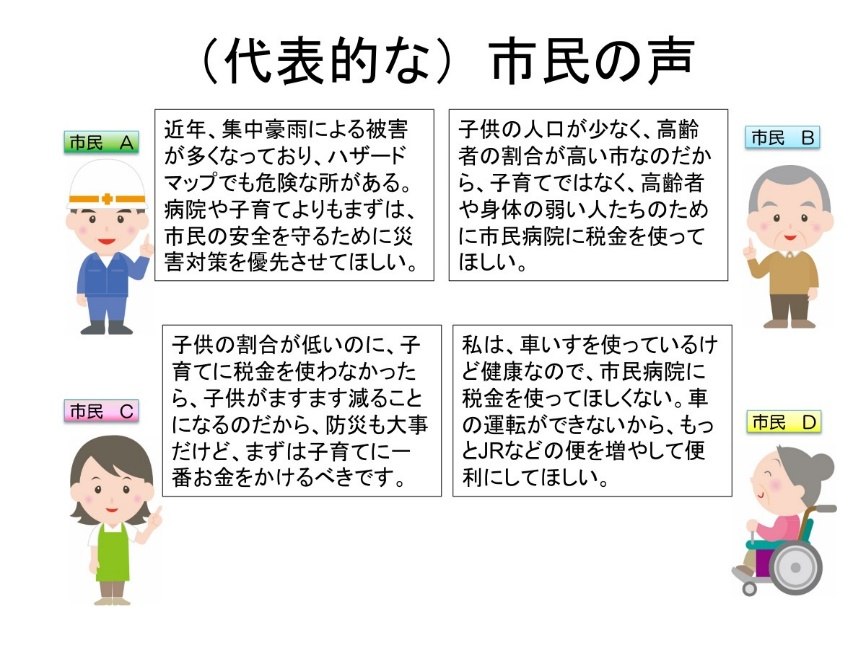 （代表的な）市民の声
市民　A
近年、集中豪雨による被害
が多くなっており、ハザード
マップでも危険な所がある。
病院や子育てよりもまずは、
市民の安全を守るために災
害対策を優先させてほしい。
市民　B
子供の人口が少なく、高齢
者の割合が高い市なのだか
ら、子育てではなく、高齢者
や身体の弱い人たちのため
に市民病院に税金を使って
ほしい。
市民　C
子供の割合が低いのに、子
育てに税金を使わなかった
ら、子供がますます減ること
になるのだから、防災も大事
だけど、まずは子育てに一
番お金をかけるべきです。
市民　D
私は、車いすを使っているけ
ど健康なので、市民病院に
税金を使ってほしくない。車
の運転ができないから、もっ
とJRなどの便を増やして便
利にしてほしい。